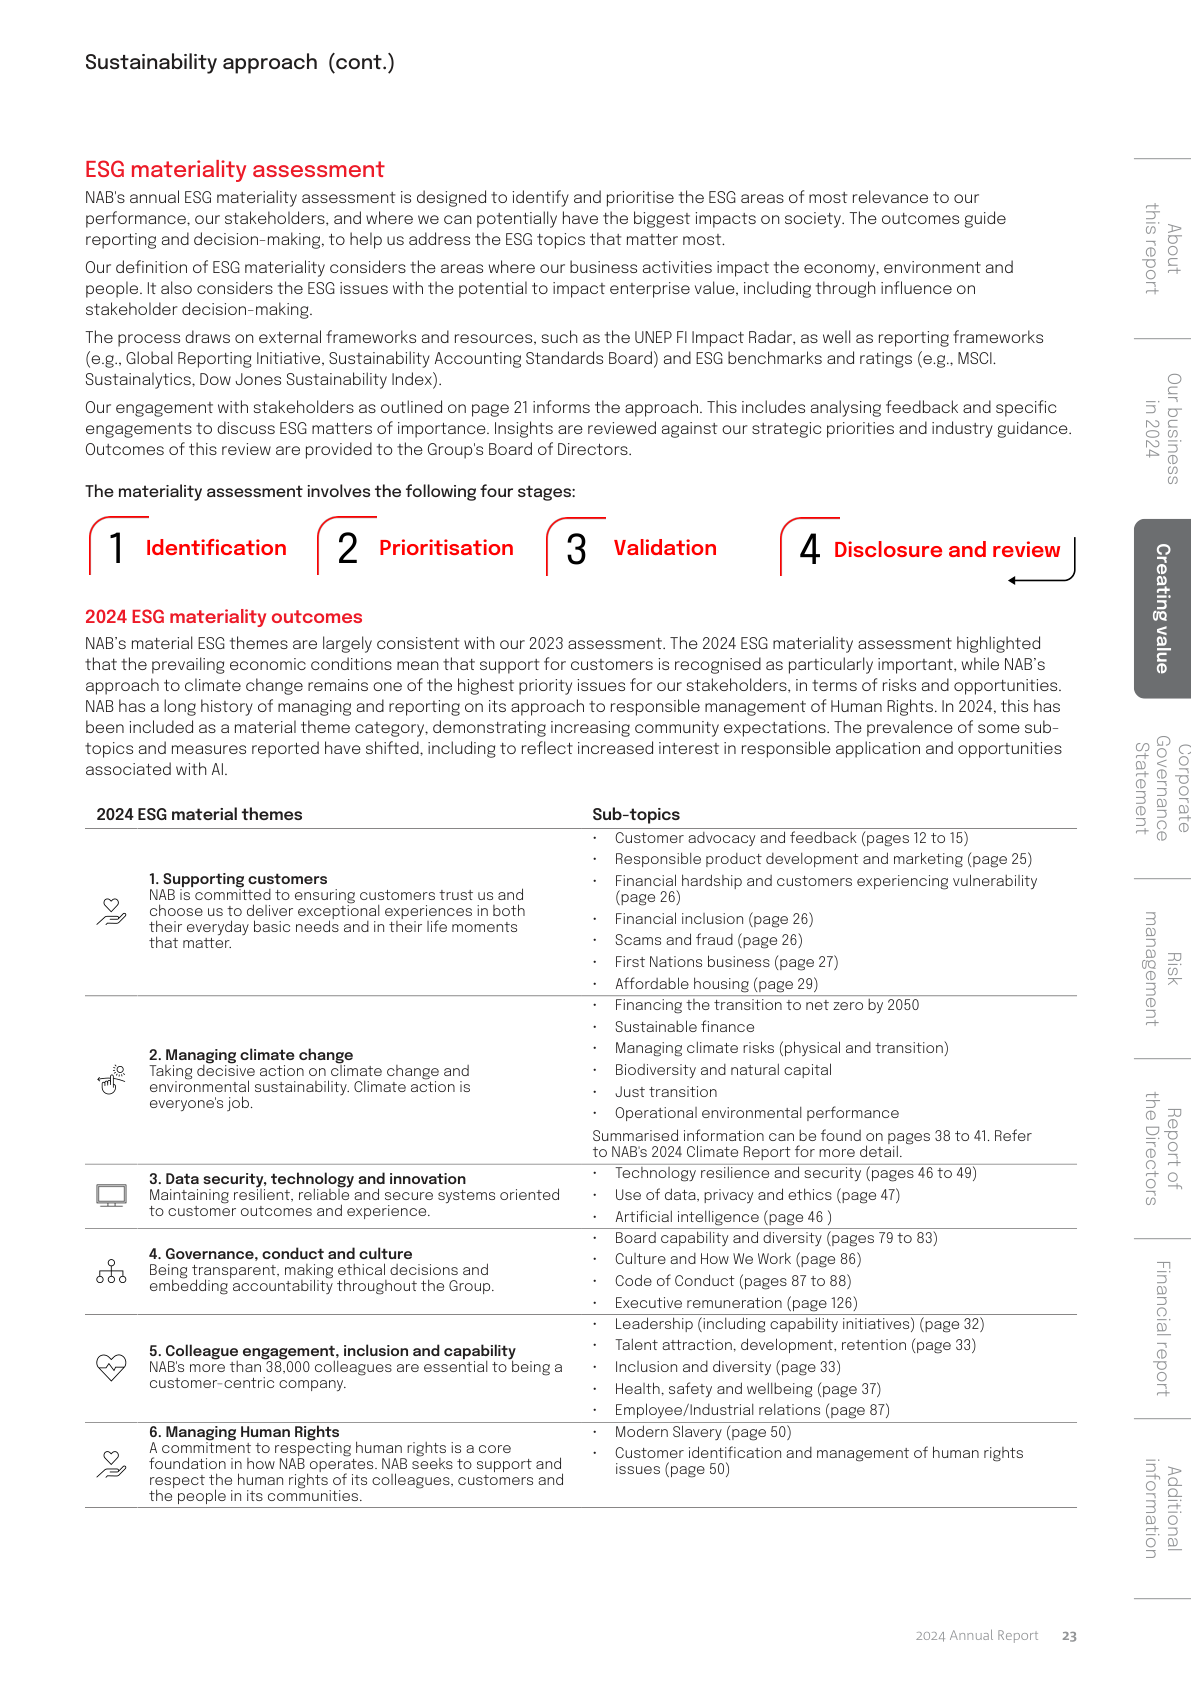 Sustainability approach (cont.)
ESG materiality assessment
NAB's annual ESG materiality assessment is designed to identify and prioritise the ESG areas of most relevance to our
performance, our stakeholders, and where we can potentially have the biggest impacts on society. The outcomes guide
reporting and decision-making, to help us address the ESG topics that matter most.
Our definition of ESG materiality considers the areas where our business activities impact the economy, environment and
people. It also considers the ESG issues with the potential to impact enterprise value, including through influence on
stakeholder decision-making.
The process draws on external frameworks and resources, such as the UNEP FI Impact Radar, as well as reporting frameworks
(e.g., Global Reporting Initiative, Sustainability Accounting Standards Board) and ESG benchmarks and ratings (e.g., MSCI.
Sustainalytics, Dow Jones Sustainability Index).
Our engagement with stakeholders as outlined on page 21 informs the approach. This includes analysing feedback and specific
engagements to discuss ESG matters of importance. Insights are reviewed against our strategic priorities and industry guidance.
Outcomes of this review are provided to the Group's Board of Directors.
The materiality assessment involves the following four stages:
1 Identification
2 Prioritisation
3 Validation
4 Disclosure and review
2024 ESG materiality outcomes
NAB's material ESG themes are largely consistent with our 2023 assessment. The 2024 ESG materiality assessment highlighted
that the prevailing economic conditions mean that support for customers is recognised as particularly important, while NAB's
approach to climate change remains one of the highest priority issues for our stakeholders, in terms of risks and opportunities.
NAB has a long history of managing and reporting on its approach to responsible management of Human Rights. In 2024, this has
been included as a material theme category, demonstrating increasing community expectations. The prevalence of some sub-
topics and measures reported have shifted, including to reflect increased interest in responsible application and opportunities
associated with AI.
2024 ESG material themes
Sub-topics
1. Supporting customers
NAB is committed to ensuring customers trust us and
choose us to deliver exceptional experiences in both
their everyday basic needs and in their life moments
that matter.
• Customer advocacy and feedback (pages 12 to 15)
• Responsible product development and marketing (page 25)
• Financial hardship and customers experiencing vulnerability
(page 26)
• Financial inclusion (page 26)
• Scams and fraud (page 26)
• First Nations business (page 27)
• Affordable housing (page 29)
2. Managing climate change
Taking decisive action on climate change and
environmental sustainability. Climate action is
everyone's job.
• Financing the transition to net zero by 2050
• Sustainable finance
• Managing climate risks (physical and transition)
• Biodiversity and natural capital
• Just transition
• Operational environmental performance
Summarised information can be found on pages 38 to 41. Refer
to NAB's 2024 Climate Report for more detail.
3. Data security, technology and innovation
Maintaining resilient, reliable and secure systems oriented
to customer outcomes and experience.
• Technology resilience and security (pages 46 to 49)
• Use of data, privacy and ethics (page 47)
• Artificial intelligence (page 46 )
4. Governance, conduct and culture
Being transparent, making ethical decisions and
embedding accountability throughout the Group.
• Board capability and diversity (pages 79 to 83)
• Culture and How We Work (page 86)
• Code of Conduct (pages 87 to 88)
• Executive remuneration (page 126)
5. Colleague engagement, inclusion and capability
NAB's more than 38,000 colleagues are essential to being a
customer-centric company.
• Leadership (including capability initiatives) (page 32)
• Talent attraction, development, retention (page 33)
• Inclusion and diversity (page 33)
• Health, safety and wellbeing (page 37)
• Employee/Industrial relations (page 87)
6. Managing Human Rights
A commitment to respecting human rights is a core
foundation in how NAB operates. NAB seeks to support and
respect the human rights of its colleagues, customers and
the people in its communities.
• Modern Slavery (page 50)
• Customer identification and management of human rights
issues (page 50)
About
this report
Our business
in 2024
Creating value
Corporate
Governance
Statement
Risk
management
Report of
the Directors
Financial report
Additional
information
2024 Annual Report 23